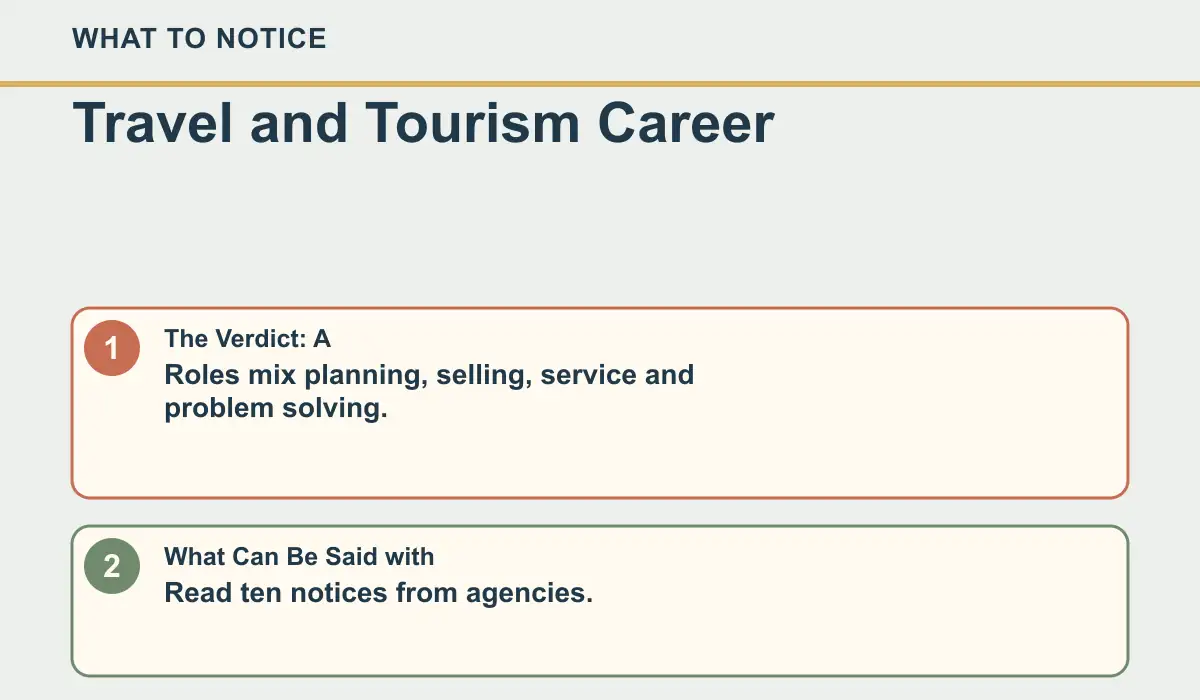 WHAT TO NOTICE
Travel and Tourism Career
1
The Verdict: A
Roles mix planning, selling, service and
problem solving.
2
What Can Be Said with
Read ten notices from agencies.